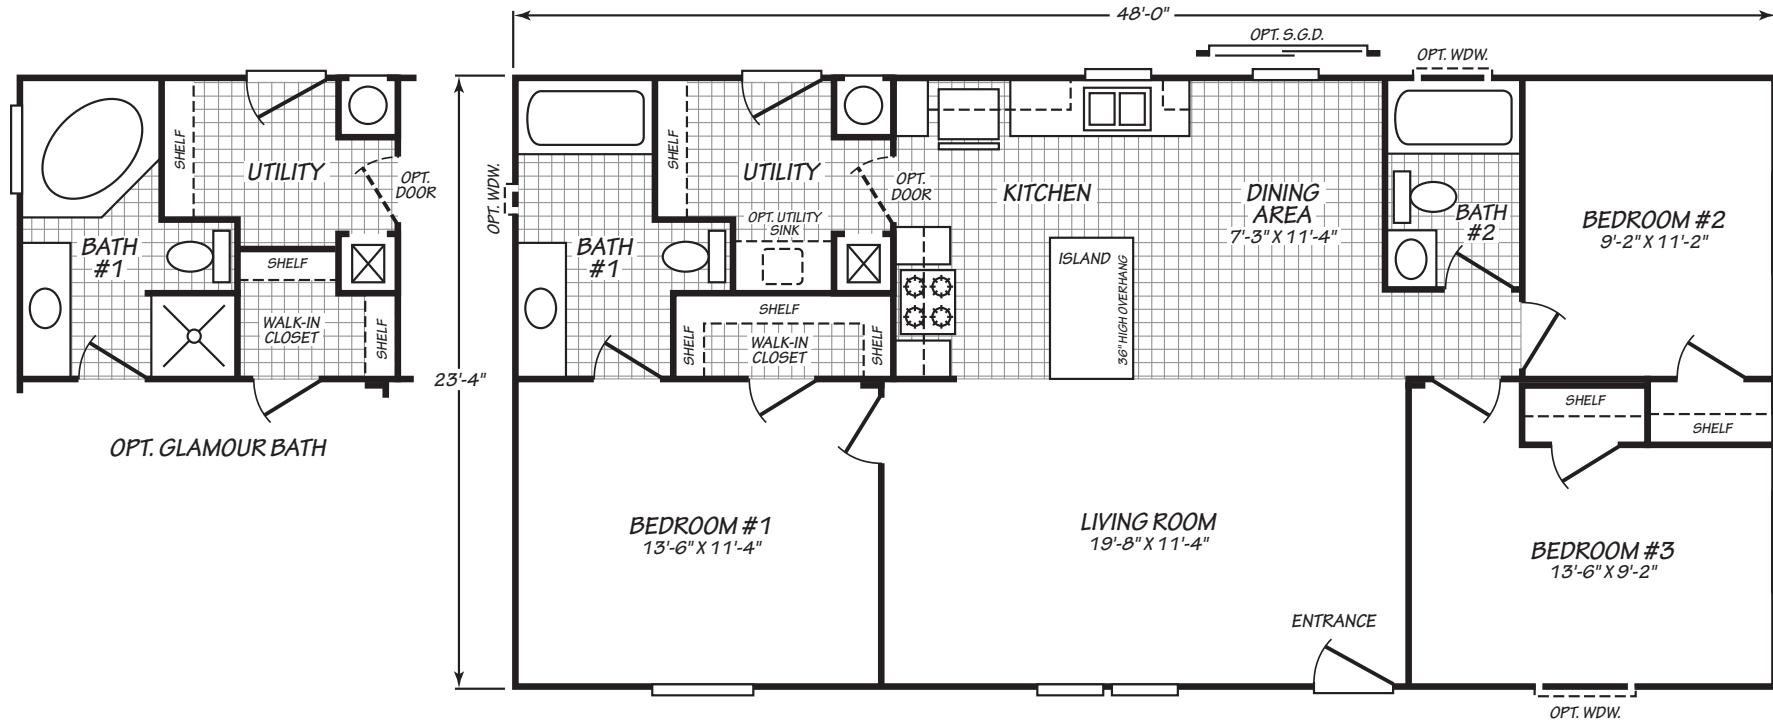 48'-0"
OPT. S.G.D.
OPT. WDW.
SHELF
UTILITY
OPT.
DOOR
BATH
#1
SHELF
WALK-IN
CLOSET
SHELF
OPT. GLAMOUR BATH
23'-4"
OPT. WDW.
SHELF
UTILITY
OPT.
DOOR
OPT. UTILITY
SINK
BATH
#1
SHELF
SHELF
WALK-IN
CLOSET
SHELF
KITCHEN
ISLAND
36" HIGH OVERHANG
DINING
AREA
7'-3" X 11'-4"
BATH
#2
BEDROOM #2
9'-2" X 11'-2"
SHELF
SHELF
BEDROOM #1
13'-6" X 11'-4"
LIVING ROOM
19'-8" X 11'-4"
BEDROOM #3
13'-6" X 9'-2"
ENTRANCE
OPT. WDW.